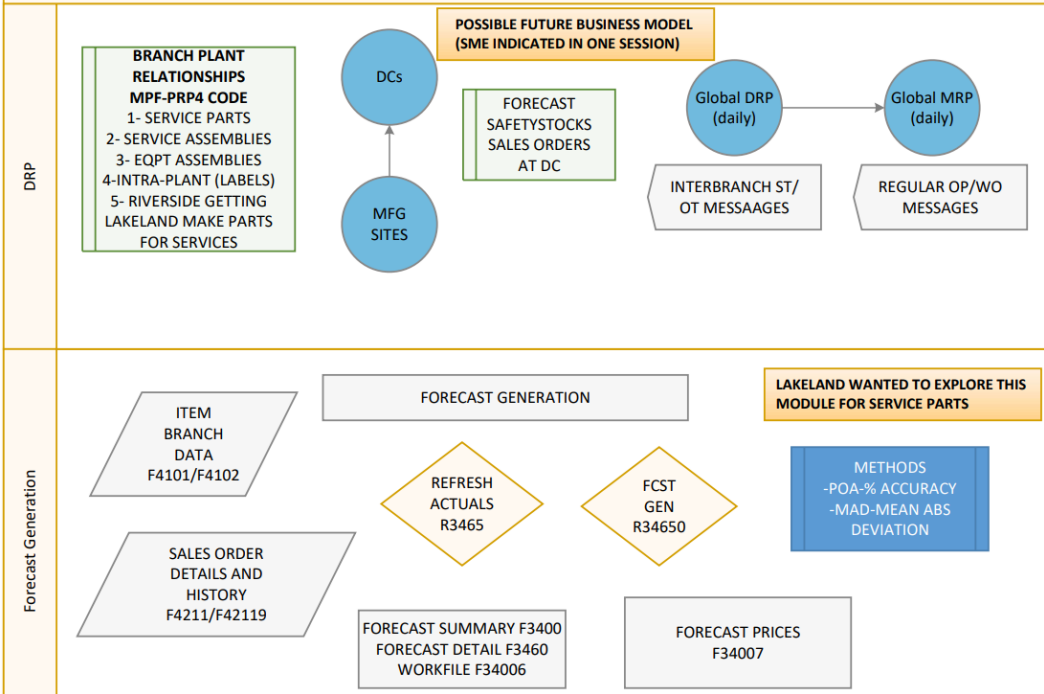 DRP
POSSIBLE FUTURE BUSINESS MODEL
(SME INDICATED IN ONE SESSION)
BRANCH PLANT
RELATIONSHIPS
MPF-PRP4 CODE
1- SERVICE PARTS
2- SERVICE ASSEMBLIES
3- EQPT ASSEMBLIES
4-INTRA-PLANT (LABELS)
5- RIVERSIDE GETTING
LAKELAND MAKE PARTS
FOR SERVICES
DCs
MFG
SITES
FORECAST
SAFETYSTOCKS
SALES ORDERS
AT DC
Global DRP
(daily)
Global MRP
(daily)
INTERBRANCH ST/
OT MESSAAGES
REGULAR OP/WO
MESSAGES
Forecast Generation
ITEM
BRANCH
DATA
F4101/F4102
FORECAST GENERATION
LAKELAND WANTED TO EXPLORE THIS
MODULE FOR SERVICE PARTS
REFRESH
ACTUALS
R3465
FCST
GEN
R34650
METHODS
-POA-% ACCURACY
-MAD-MEAN ABS
DEVIATION
SALES ORDER
DETAILS AND
HISTORY
F4211/F42119
FORECAST SUMMARY F3400
FORECAST DETAIL F3460
WORKFILE F34006
FORECAST PRICES
F34007